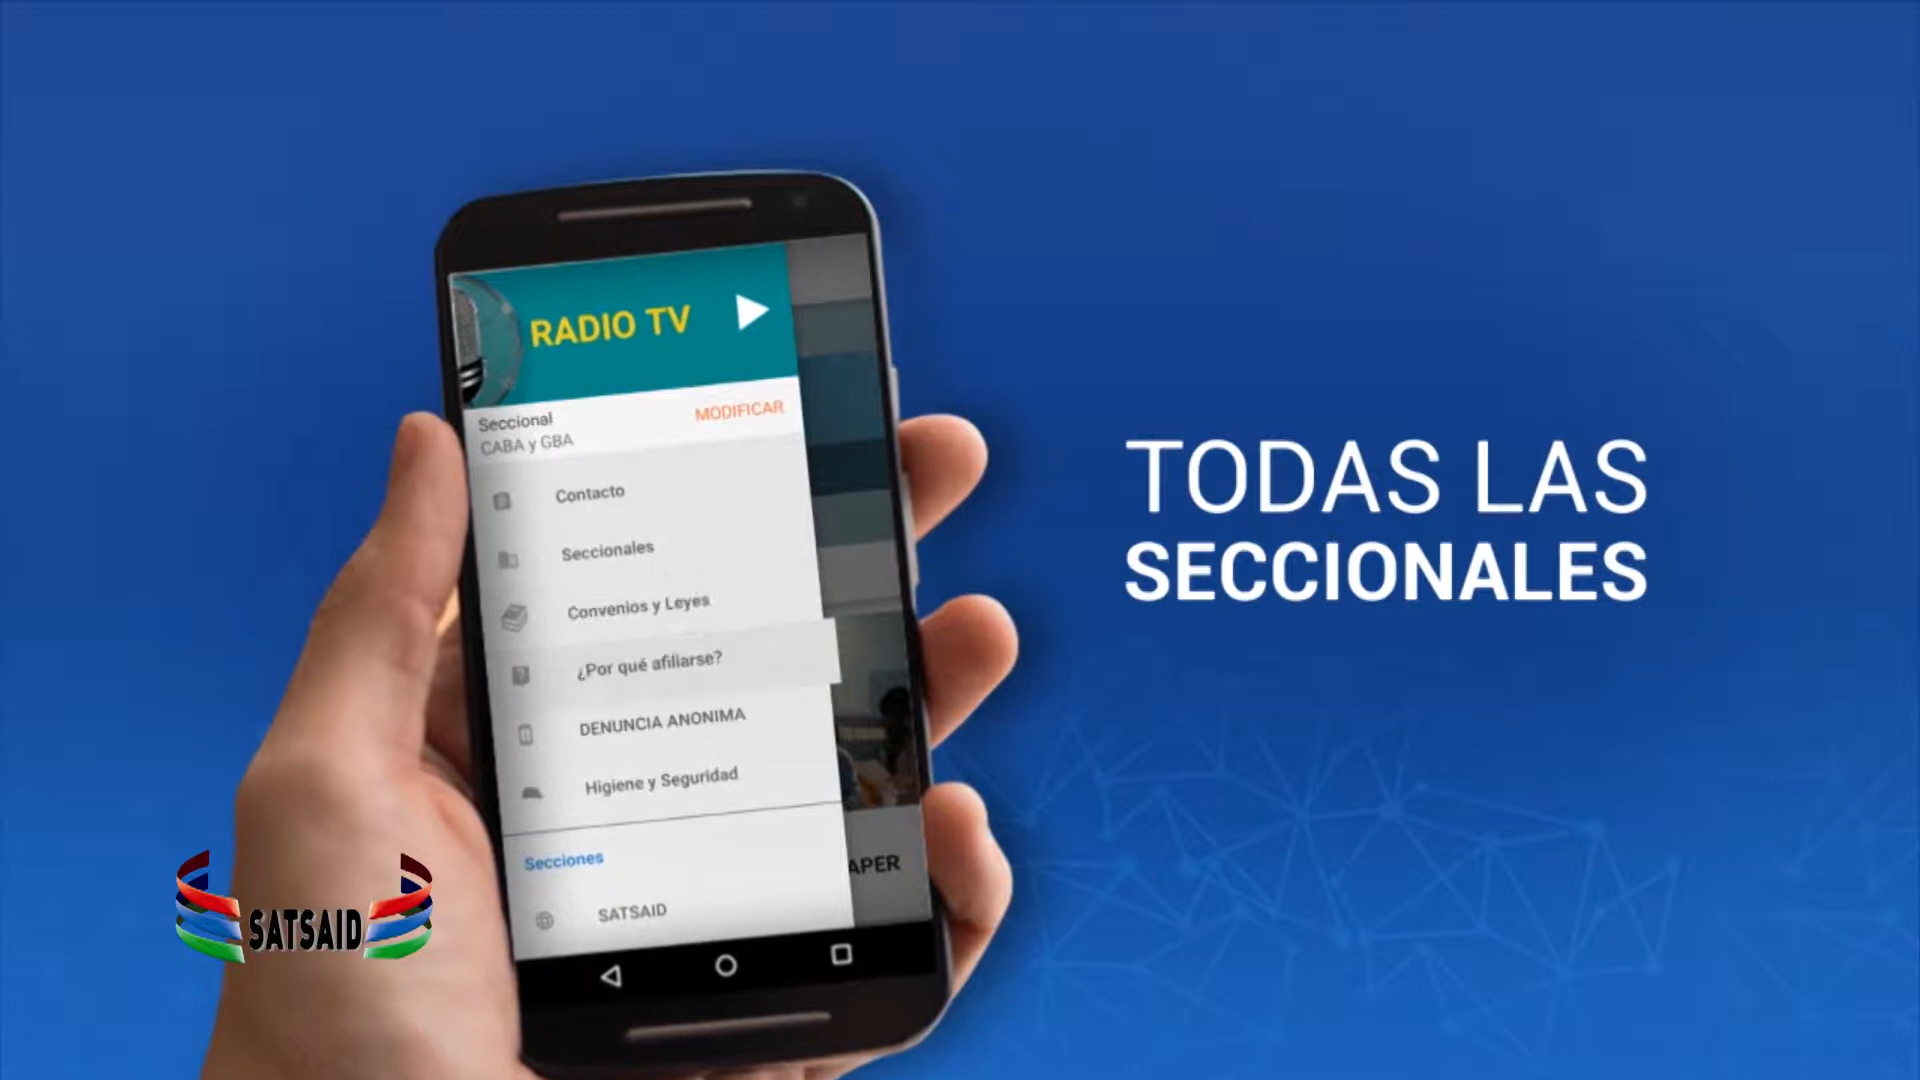 RADIO TV
Seccional
MODIFICAR
CABA y GBA
Contacto
Seccionales
Convenios y Leyes
¿Por qué afiliarse?
DENUNCIA ANONIMA
Higiene y Seguridad
Secciones
SATSAID
APER
TODAS LAS
SECCIONALES
SATSAID